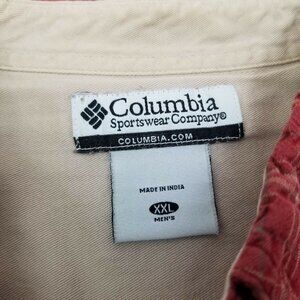 Columbia
Sportswear Company®
COLUMBIA.COM
MADE IN INDIA
XXL
MEN'S